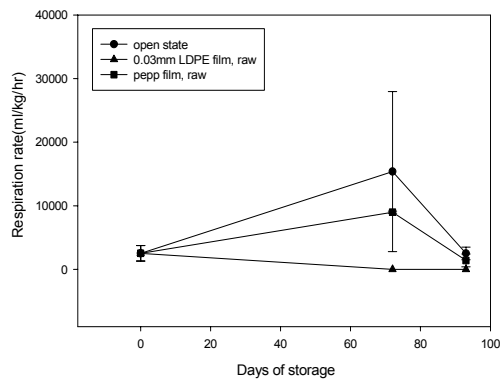 40000
30000
20000
10000
0
Respiration rate(ml/kg/hr)
open state
0.03mm LDPE film, raw
pepp film, raw
0 20 40 60 80 100
Days of storage